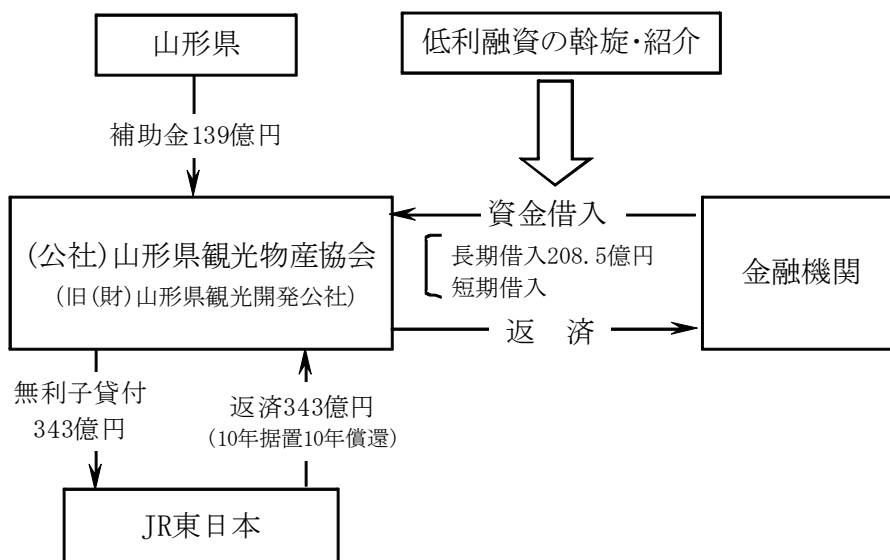 山形県
低利融資の斡旋・紹介
補助金139億円
資金借入
(公社)山形県観光物産協会
(旧(財)山形県観光開発公社)
長期借入208.5億円
短期借入
金融機関
返　済
無利子貸付
343億円
返済343億円
(10年据置10年償還)
JR東日本